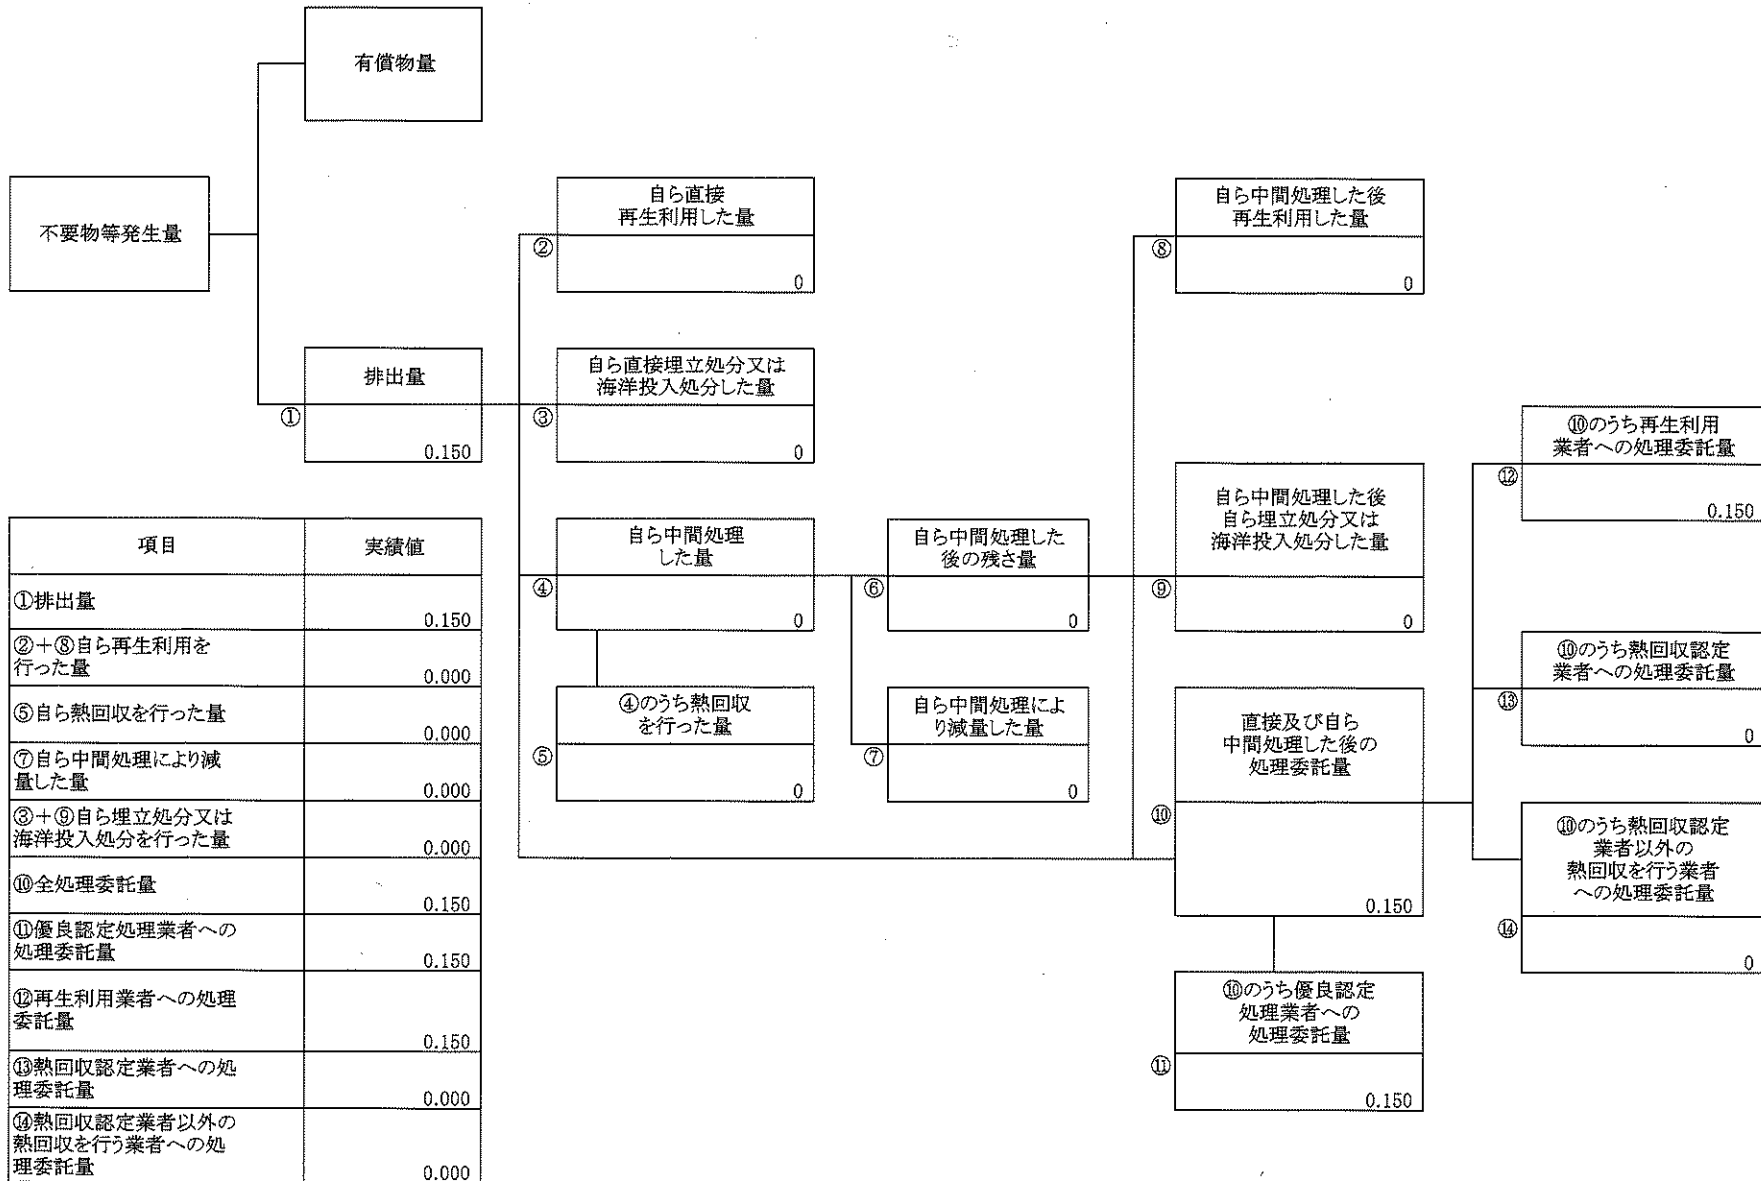 有償物量
不要物等発生量
排出量
①
0.150
自ら直接
再生利用した量
②
0
自ら直接埋立処分又は
海洋投入処分した量
③
0
自ら中間処理
した量
④
0
④のうち熱回収
を行った量
⑤
0
自ら中間処理した
後の残さ量
⑥
0
自ら中間処理によ
り減量した量
⑦
0
自ら中間処理した後
再生利用した量
⑧
0
自ら中間処理した後
自ら埋立処分又は
海洋投入処分した量
⑨
0
直接及び自ら
中間処理した後の
処理委託量
⑩
0.150
⑩のうち優良認定
処理業者への
処理委託量
⑪
0.150
⑩のうち再生利用
業者への処理委託量
⑫
0.150
⑩のうち熱回収認定
業者への処理委託量
⑬
0
⑩のうち熱回収認定
業者以外の
熱回収を行う業者
への処理委託量
⑭
0
項目 実績値
①排出量
0.150
②+⑧自ら再生利用を
行った量
0.000
⑤自ら熱回収を行った量
0.000
⑦自ら中間処理により減
量した量
0.000
③+⑨自ら埋立処分又は
海洋投入処分を行った量
0.000
⑩全処理委託量
0.150
⑪優良認定処理業者への
処理委託量
0.150
⑫再生利用業者への処理
委託量
0.150
⑬熱回収認定業者への処
理委託量
0.000
⑭熱回収認定業者以外の
熱回収を行う業者への処
理委託量
0.000